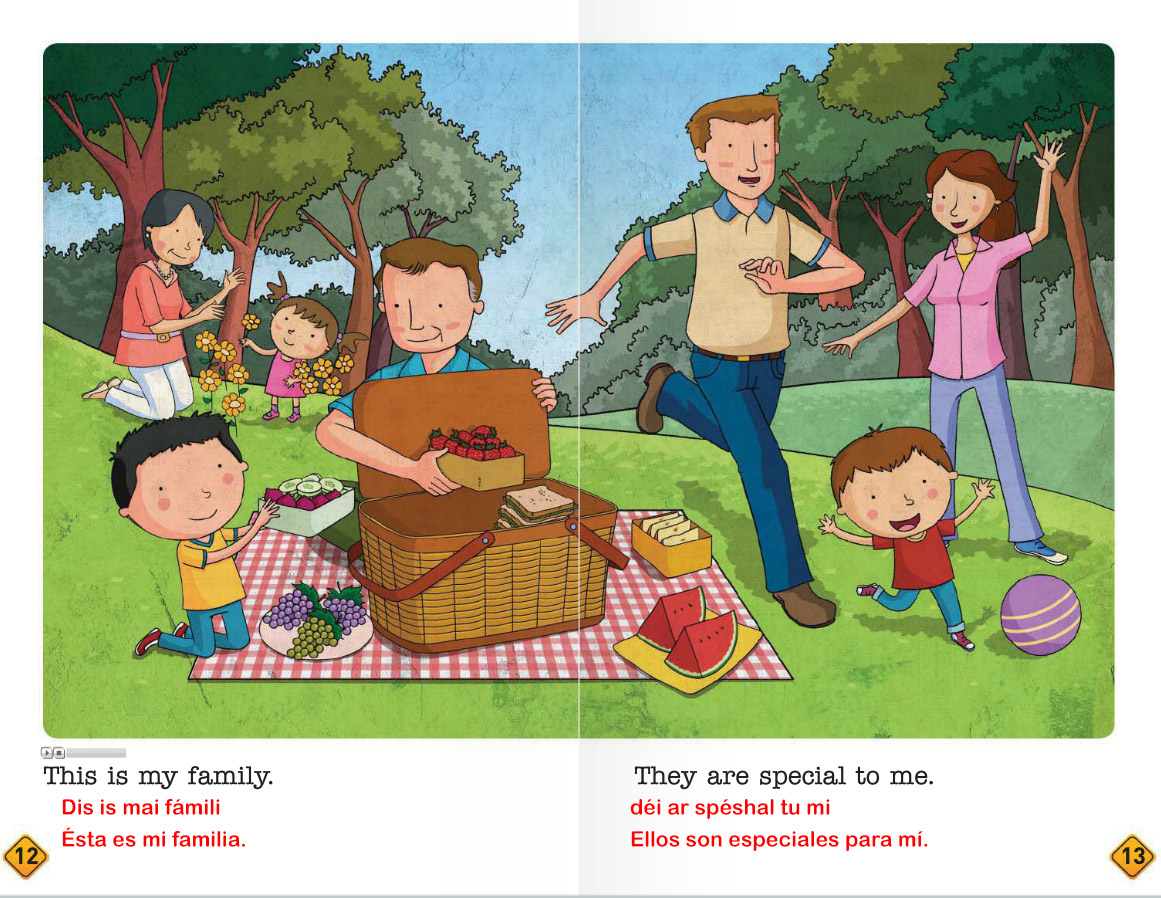 This is my family.
Dis is mai fámili
Ésta es mi familia.
12
They are special to me.
déi ar spéshal tu mi
Ellos son especiales para mí.
13